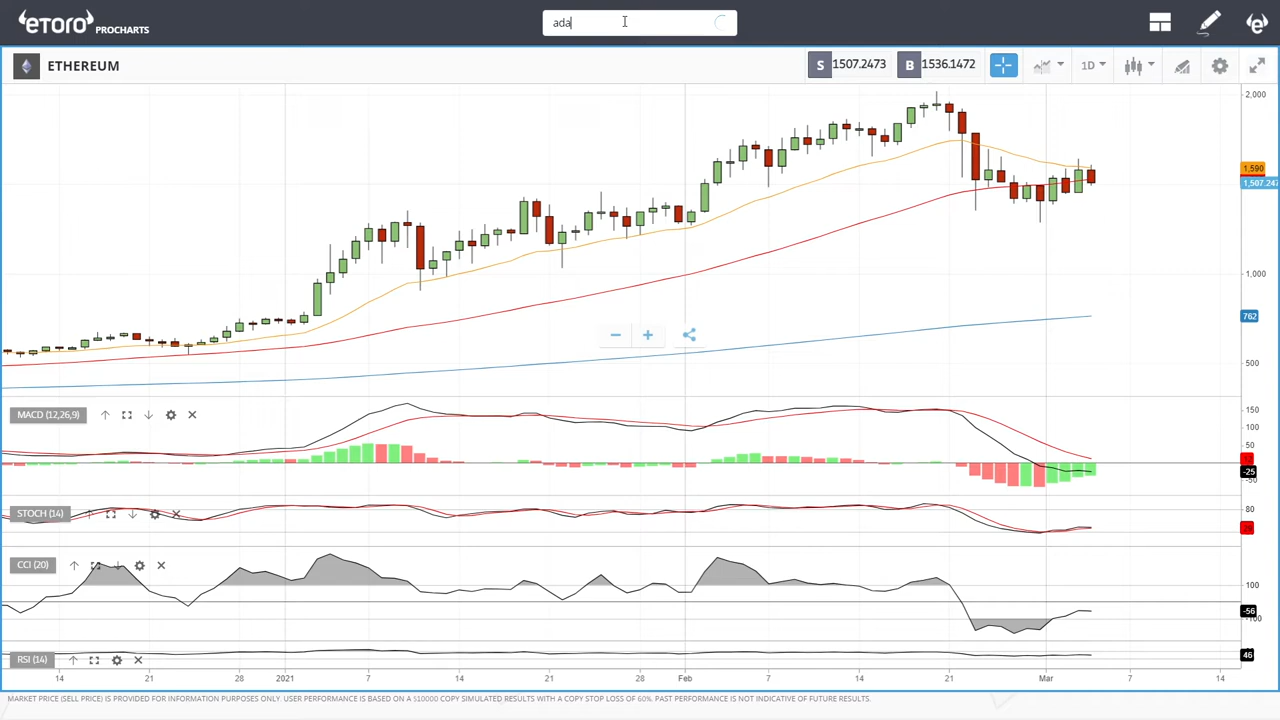 eToro PROCHARTS
ada
ETHEREUM
S 1507.2473 B 1536.1472 1D
2,000
1,590
1,507.247
1,000
762
500
MACD (12,26,9)
150
100
50
-25
-50
STOCH (14)
80
CCI (20)
100
-56
-100
RSI (14)
46
14 21 28 2021 7 14 21 28 Feb 7 14 21 Mar 7 14
MARKET PRICE (SELL PRICE) IS PROVIDED FOR INFORMATION PURPOSES ONLY. USER PERFORMANCE IS BASED ON A $10000 COPY SIMULATED RESULTS WITH A COPY STOP LOSS OF 60%. PAST PERFORMANCE IS NOT INDICATIVE OF FUTURE RESULTS.